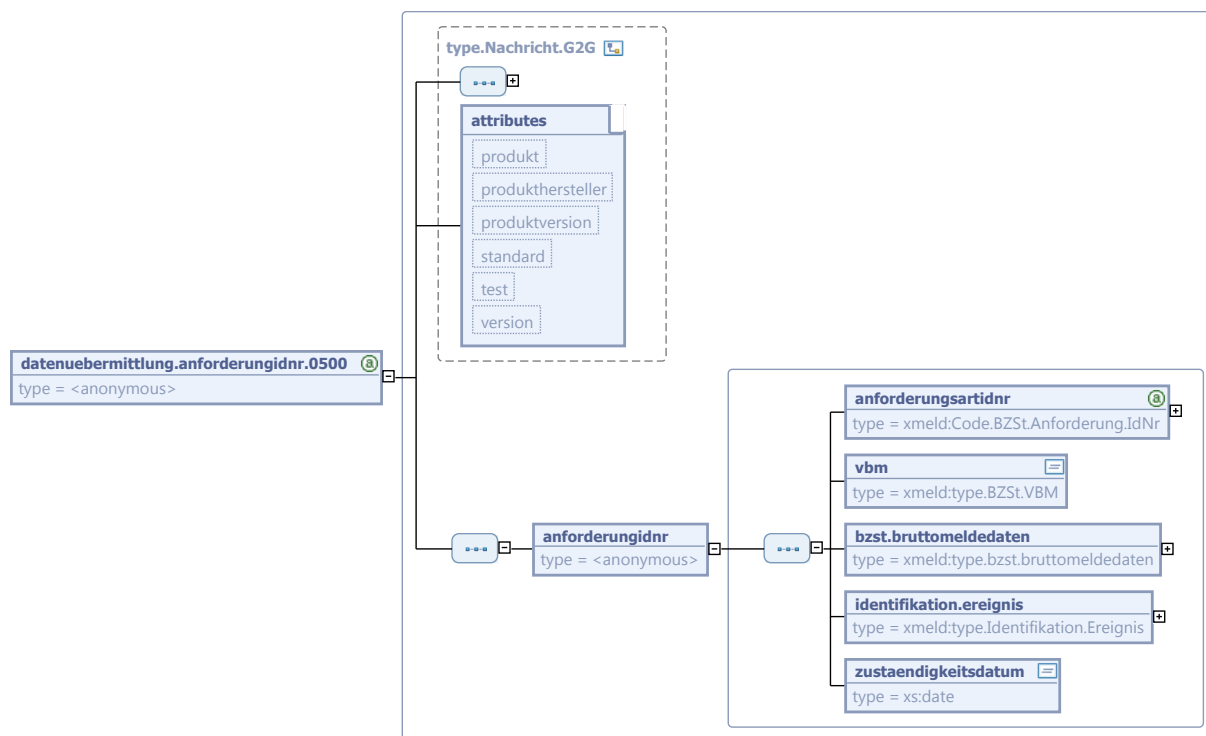 type.Nachricht.G2G
attributes
produkt
produkthersteller
produktversion
standard
test
version
datenuebermittlung.anforderungidnr.0500
type = <anonymous>
anforderungidnr
type = <anonymous>
anforderungsartidnr
type = xmeld:Code.BZSt.Anforderung.IdNr
vbm
type = xmeld:type.BZSt.VBM
bzst.bruttomeldedaten
type = xmeld:type.bzst.bruttomeldedaten
identifikation.ereignis
type = xmeld:type.Identifikation.Ereignis
zustaendigkeitsdatum
type = xs:date